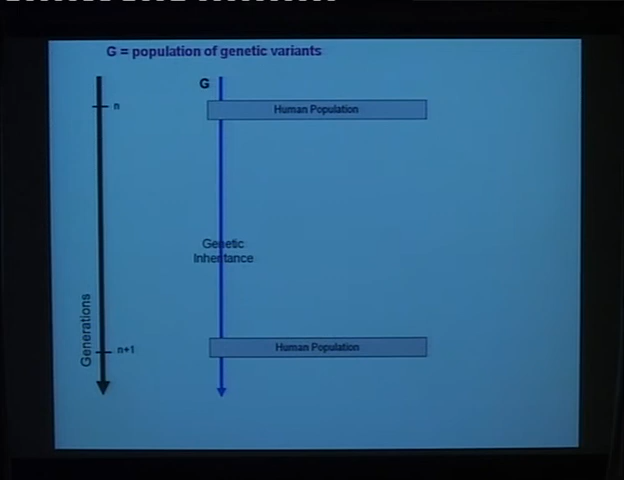 G = population of genetic variants
G
n
Human Population
Genetic
Inheritance
Generations
n+1
Human Population